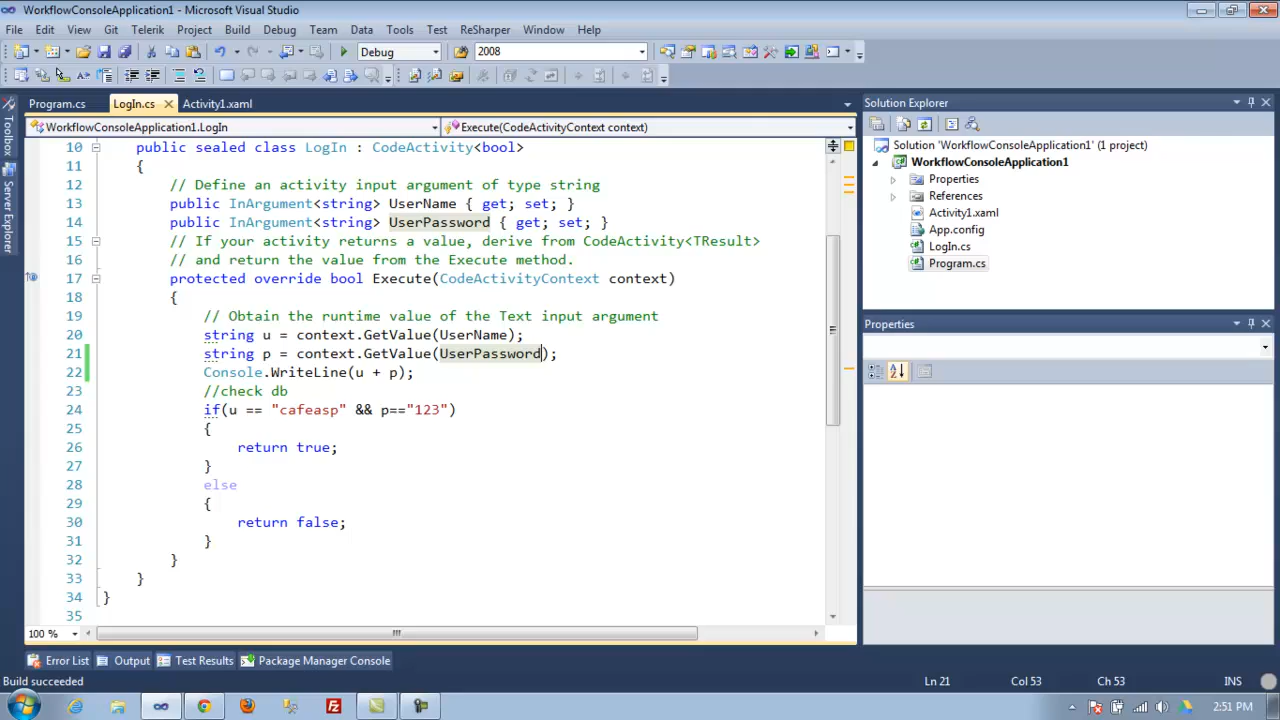 WorkflowConsoleApplication1 - Microsoft Visual Studio
File Edit View Git Telerik Project Build Debug Team Data Tools Test ReSharper Window Help
Debug 2008
Program.cs LogIn.cs Activity1.xaml
WorkflowConsoleApplication1.LogIn Execute(CodeActivityContext context)
10 public sealed class LogIn : CodeActivity<bool>
11 {
12 // Define an activity input argument of type string
13 public InArgument<string> UserName { get; set; }
14 public InArgument<string> UserPassword { get; set; }
15 // If your activity returns a value, derive from CodeActivity<TResult>
16 // and return the value from the Execute method.
17 protected override bool Execute(CodeActivityContext context)
18 {
19 // Obtain the runtime value of the Text input argument
20 string u = context.GetValue(UserName);
21 string p = context.GetValue(UserPassword);
22 Console.WriteLine(u + p);
23 //check db
24 if(u == "cafeasp" && p=="123")
25 {
26 return true;
27 }
28 else
29 {
30 return false;
31 }
32 }
33 }
34 }
35
100 %
Toolbox
Server Explorer
Solution Explorer
Solution 'WorkflowConsoleApplication1' (1 project)
WorkflowConsoleApplication1
Properties
References
Activity1.xaml
App.config
LogIn.cs
Program.cs
Properties
Error List Output Test Results Package Manager Console
Build succeeded Ln 21 Col 53 Ch 53 INS
2:51 PM